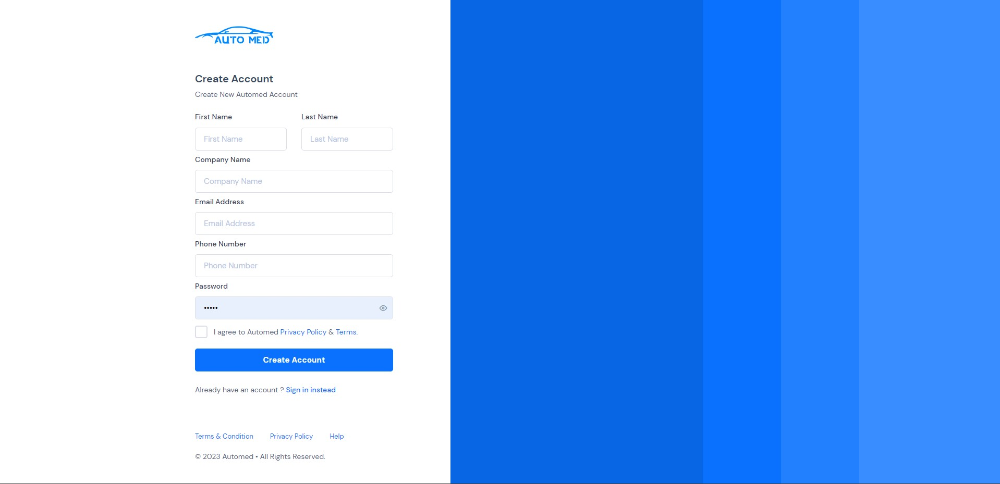 AUTO MED
Create Account
Create New Automed Account
First Name Last Name
First Name Last Name
Company Name
Company Name
Email Address
Email Address
Phone Number
Phone Number
Password
•••••
I agree to Automed Privacy Policy & Terms.
Create Account
Already have an account ? Sign in instead
Terms & Condition Privacy Policy Help
© 2023 Automed • All Rights Reserved.